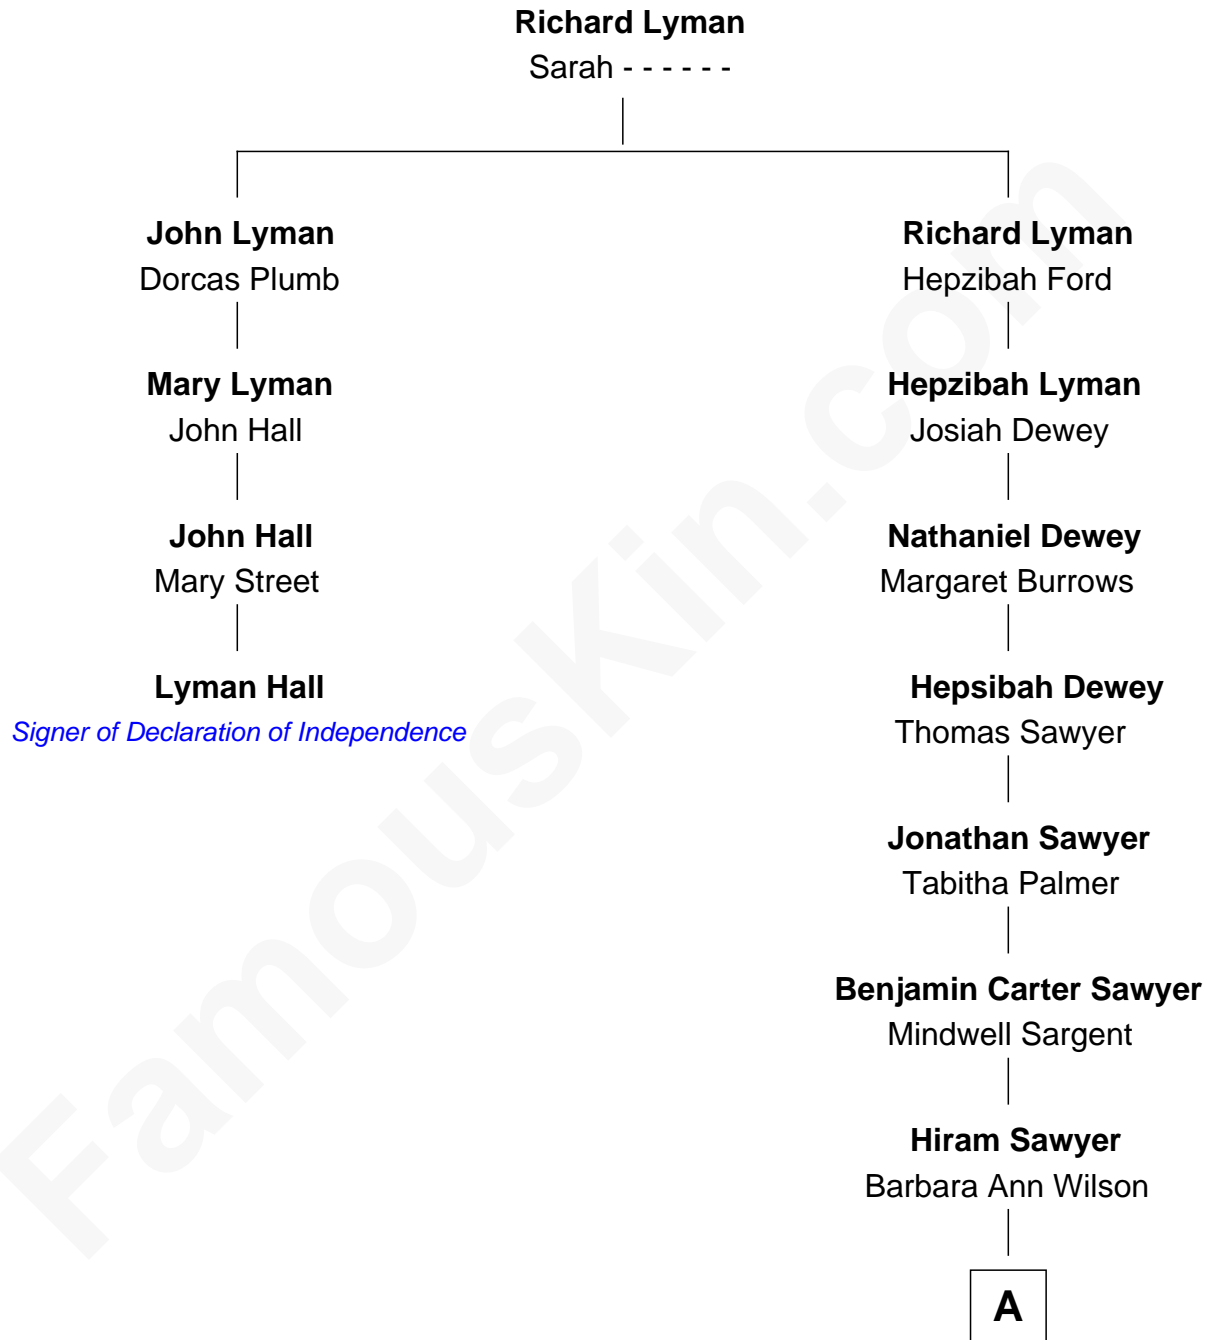 Richard Lyman
Sarah - - - - - -
John Lyman
Dorcas Plumb
Mary Lyman
John Hall
John Hall
Mary Street
Lyman Hall
Signer of Declaration of Independence
Richard Lyman
Hepzibah Ford
Hepzibah Lyman
Josiah Dewey
Nathaniel Dewey
Margaret Burrows
Hepsibah Dewey
Thomas Sawyer
Jonathan Sawyer
Tabitha Palmer
Benjamin Carter Sawyer
Mindwell Sargent
Hiram Sawyer
Barbara Ann Wilson
A
FamousKin.com